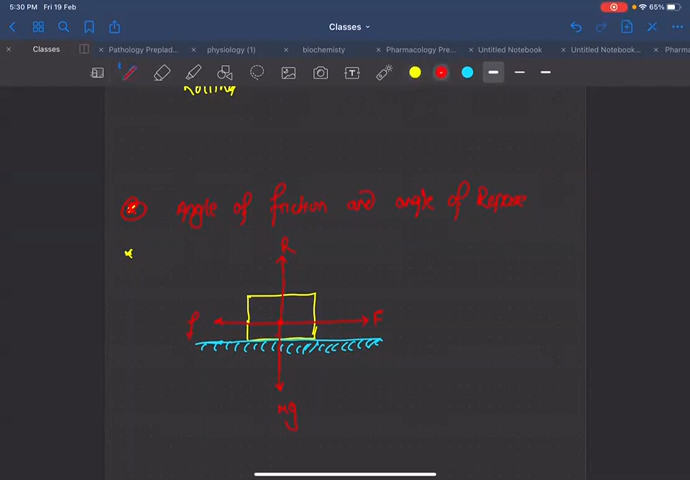 5:30 PM Fri 19 Feb
65%
Classes
Classes
Pathology Preplad...
physiology (1)
biochemisty
Pharmacology Pre...
Untitled Notebook
Untitled Notebook...
Pharma
T
Rolling
Angle of friction and angle of Repose
R
f
F
mg